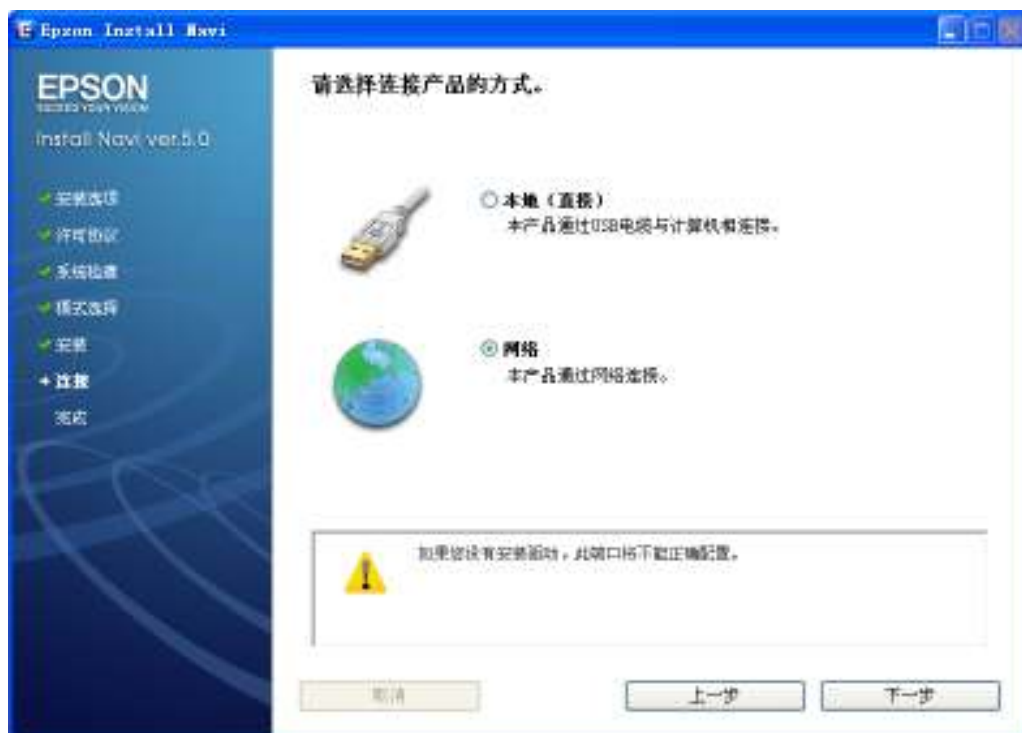 Epson Install Navi
EPSON
EXCEED YOUR VISION
Install Navi ver.5.0
安装选项
许可协议
系统检查
模式选择
安装
连接
完成
请选择连接产品的方式。
本地（直接）
本产品通过USB电缆与计算机相连接。
网络
本产品通过网络连接。
如果您没有安装驱动，此端口将不能正确配置。
取消
上一步
下一步